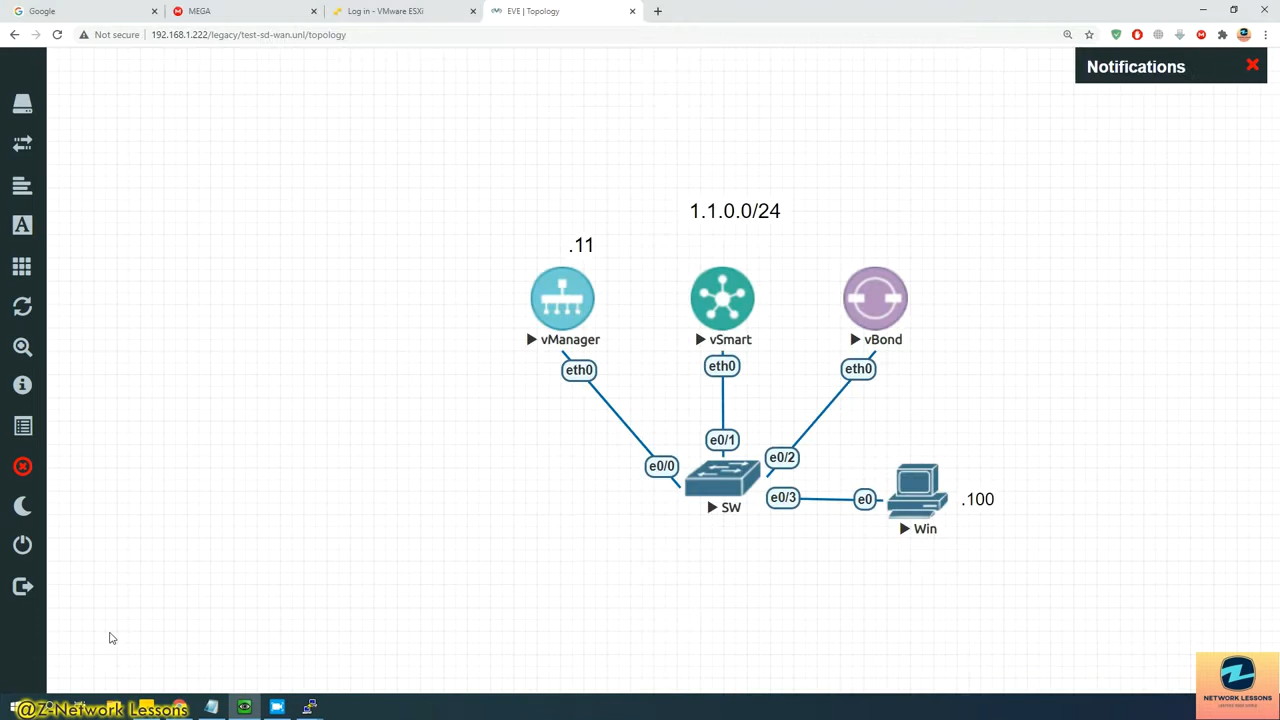 Google
MEGA
Log in - VMware ESXi
EVE | Topology
Not secure | 192.168.1.222/legacy/test-sd-wan.unl/topology
Notifications
1.1.0.0/24
.11
vManager
vSmart
vBond
eth0
eth0
eth0
e0/1
e0/0
e0/2
e0/3
e0
.100
SW
Win
@Z-Network Lessons
NETWORK LESSONS